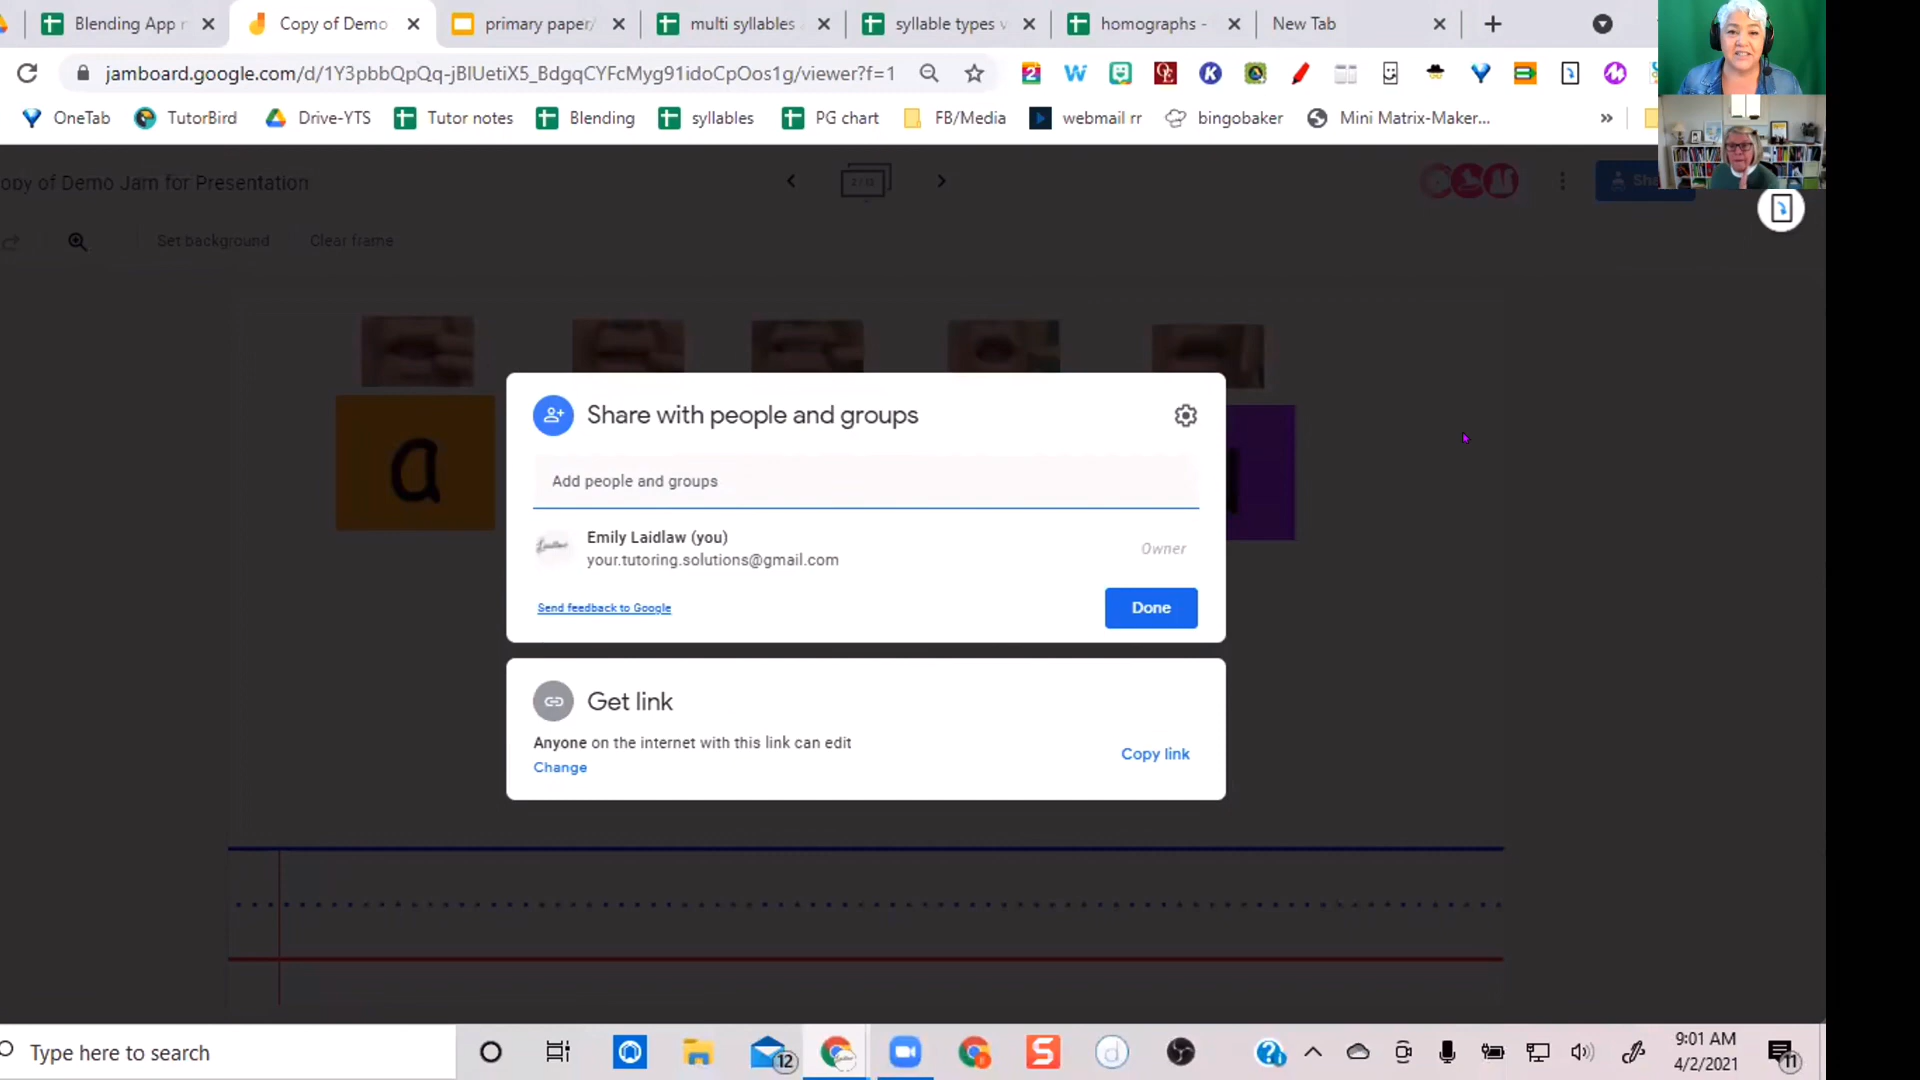 Blending App
Copy of Demo
primary paper/
multi syllables
syllable types v
homographs -
New Tab
jamboard.google.com/d/1Y3pbbQpQq-jBIUetiX5_BdgqCYFcMyg91idoCpOos1g/viewer?f=1
OneTab
TutorBird
Drive-YTS
Tutor notes
Blending
syllables
PG chart
FB/Media
webmail rr
bingobaker
Mini Matrix-Maker...
opy of Demo Jam for Presentation
Set background
Clear frame
a
Share with people and groups
Add people and groups
Emily Laidlaw (you)
your.tutoring.solutions@gmail.com
Owner
Send feedback to Google
Done
Get link
Anyone on the internet with this link can edit
Change
Copy link
Type here to search
12
9:01 AM
4/2/2021
11